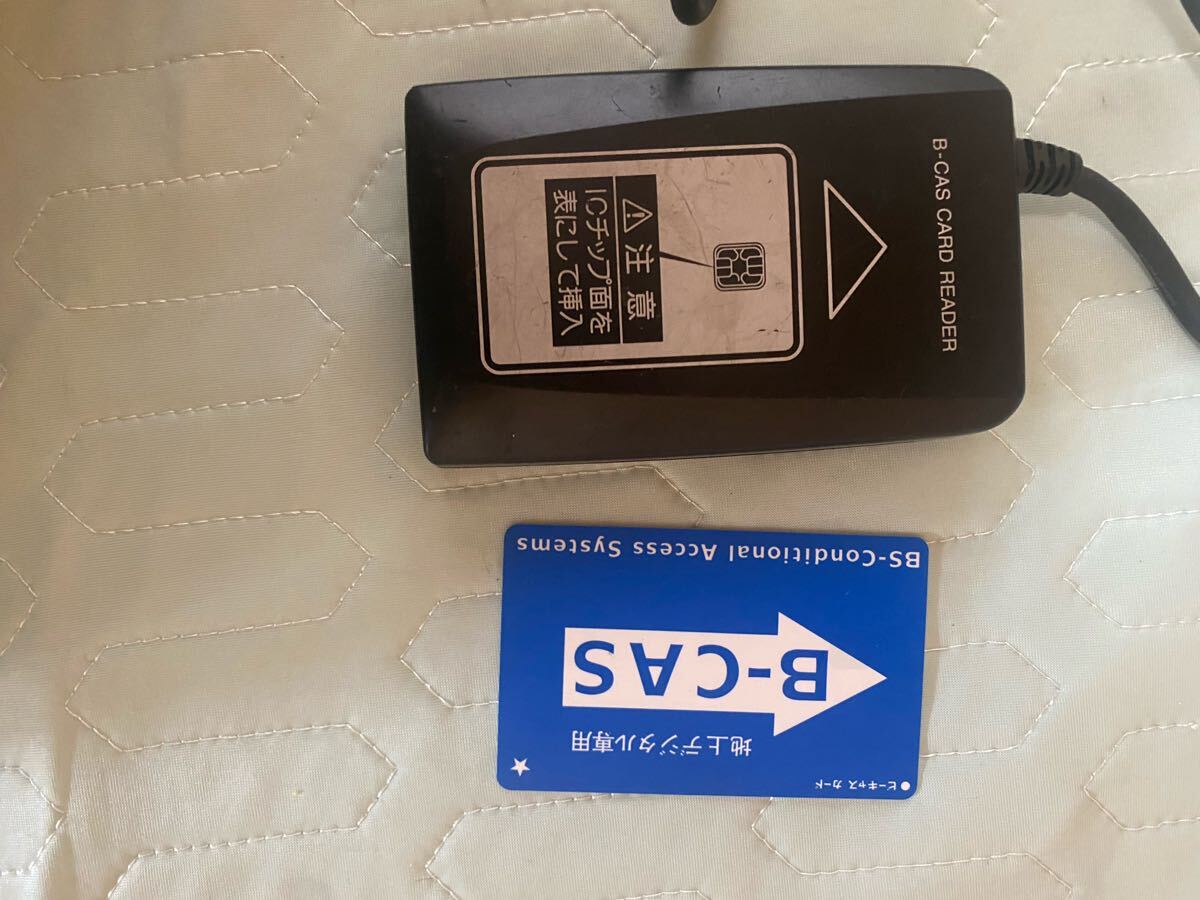 B-CAS CARD READER
⚠注意
ICチップ面を
表にして挿入
●ビーキャス カード
★
地上デジタル専用
B-CAS
BS-Conditional Access Systems